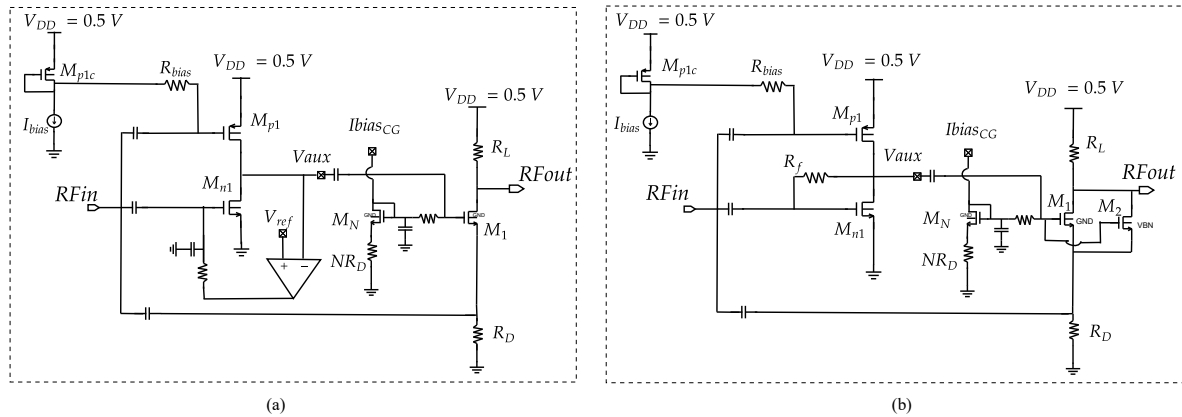 V_DD = 0.5 V
M_p1c
R_bias
V_DD = 0.5 V
I_bias
M_p1
Ibias_CG
V_DD = 0.5 V
R_L
Vaux
RFout
M_n1
RFin
V_ref
M_N
GND
GND
M_1
NR_D
+ −
R_D
(a)
V_DD = 0.5 V
M_p1c
R_bias
V_DD = 0.5 V
I_bias
M_p1
Ibias_CG
V_DD = 0.5 V
R_L
R_f
Vaux
RFout
RFin
M_N
GND
M_1
GND
M_2
VBN
M_n1
NR_D
R_D
(b)